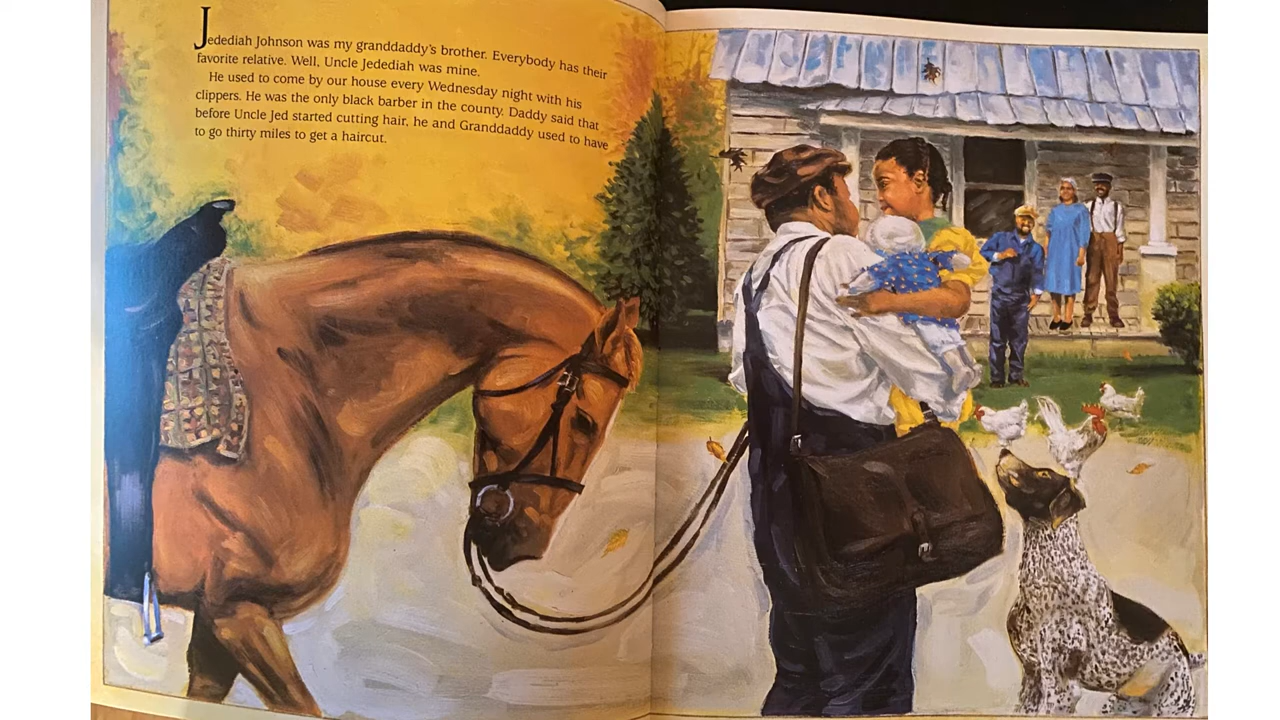 Jedediah Johnson was my granddaddy's brother. Everybody has their
favorite relative. Well, Uncle Jedediah was mine.
He used to come by our house every Wednesday night with his
clippers. He was the only black barber in the county. Daddy said that
before Uncle Jed started cutting hair, he and Granddaddy used to have
to go thirty miles to get a haircut.